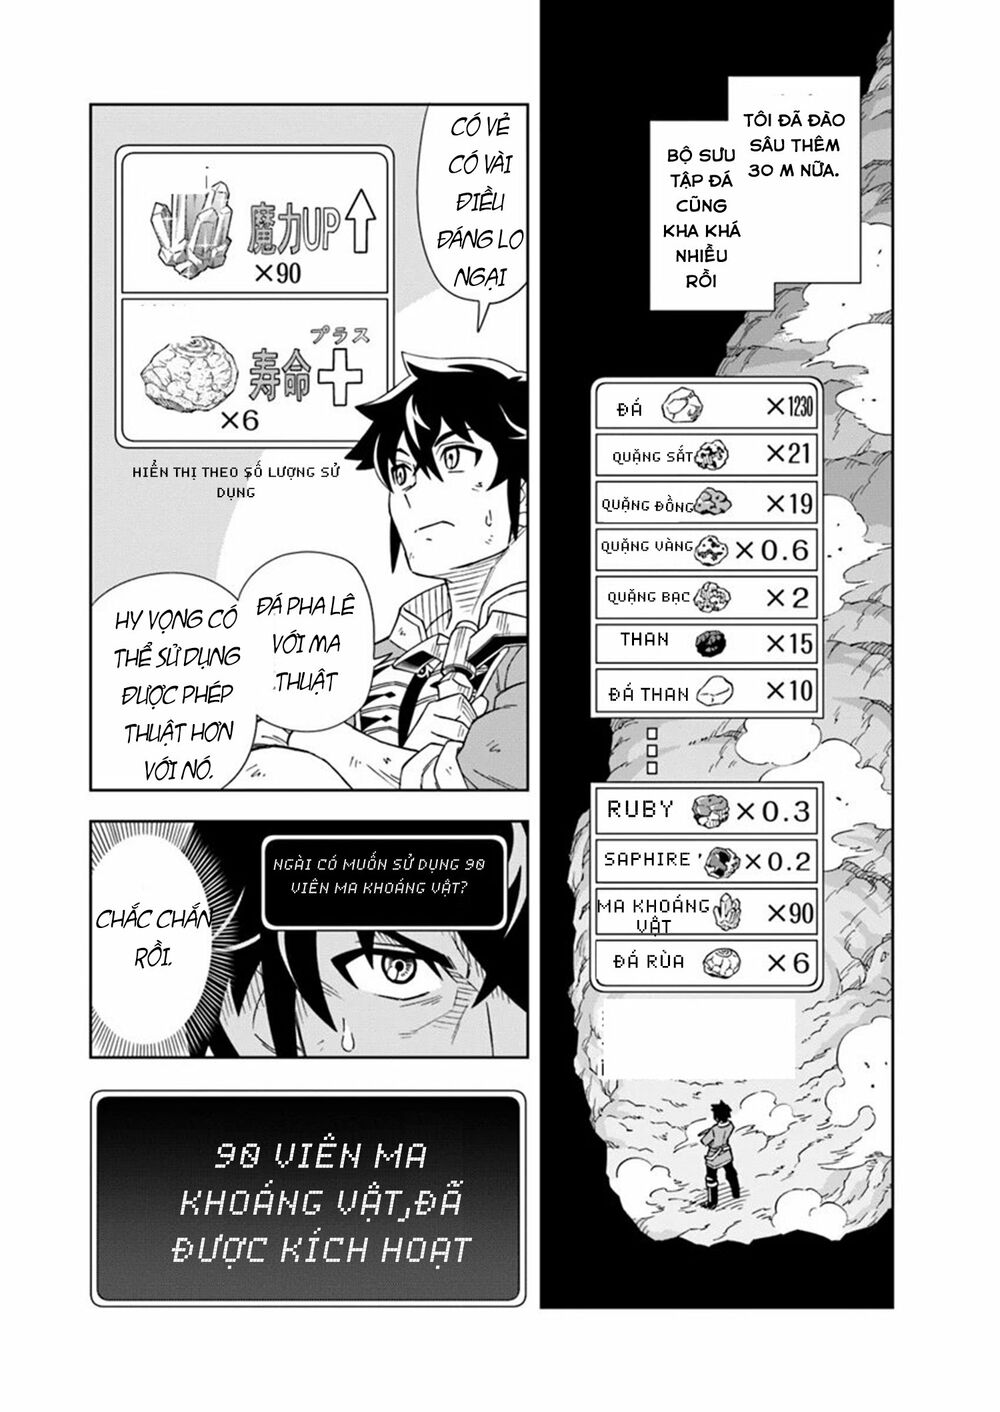 TÔI ĐÃ ĐÀO
SÂU THÊM
30 M NỮA.
BỘ SƯU
TẬP ĐÁ
CŨNG
KHA KHÁ
NHIỀU
RỒI
ĐÁ ×1230
QUẶNG SẮT ×21
QUẶNG ĐỒNG ×19
QUẶNG VÀNG ×0.6
QUẶNG BẠC ×2
THAN ×15
ĐÁ THAN ×10
RUBY ×0.3
SAPHIRE ×0.2
MA KHOÁNG
VẬT ×90
ĐÁ RÙA ×6
CÓ VẺ
CÓ VÀI
ĐIỀU
ĐÁNG LO
NGẠI
魔力UP↑
×90
プラス
寿命+
×6
HIỂN THỊ THEO SỐ LƯỢNG SỬ
DỤNG
ĐÁ PHA LÊ
VỚI MA
THUẬT
HY VỌNG CÓ
THỂ SỬ DỤNG
ĐƯỢC PHÉP
THUẬT HƠN
VỚI NÓ.
NGÀI CÓ MUỐN SỬ DỤNG 90
VIÊN MA KHOÁNG VẬT?
CHẮC CHẮN
RỒI.
90 VIÊN MA
KHOÁNG VẬT,ĐÃ
ĐƯỢC KÍCH HOẠT